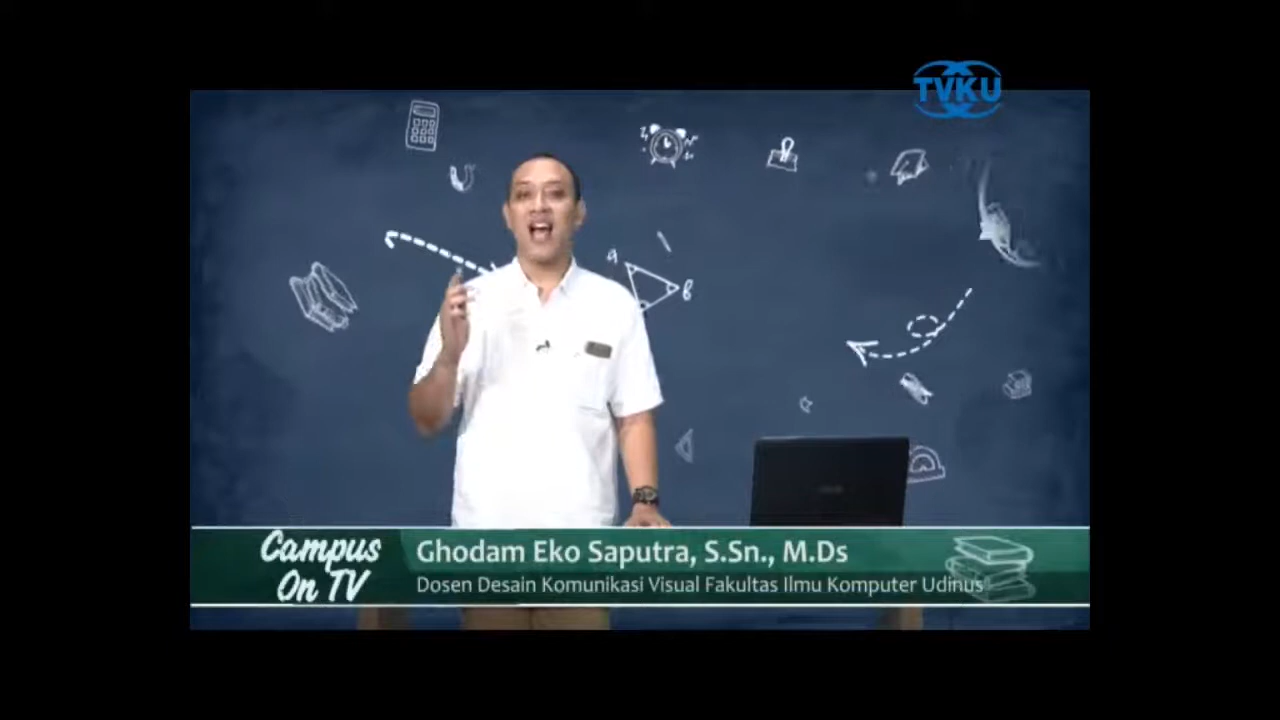 TVKU
a
b
Campus
On TV
Ghodam Eko Saputra, S.Sn., M.Ds
Dosen Desain Komunikasi Visual Fakultas Ilmu Komputer Udinus